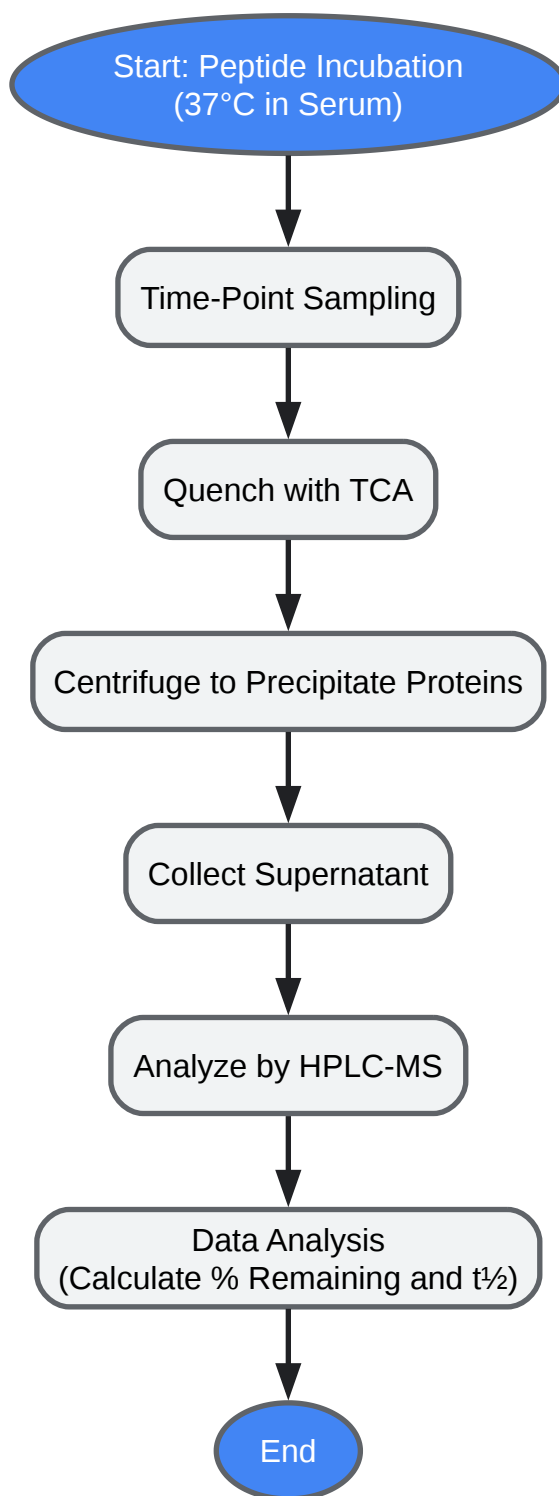 Start: Peptide Incubation
(37°C in Serum)
Time-Point Sampling
Quench with TCA
Centrifuge to Precipitate Proteins
Collect Supernatant
Analyze by HPLC-MS
Data Analysis
(Calculate % Remaining and t½)
End